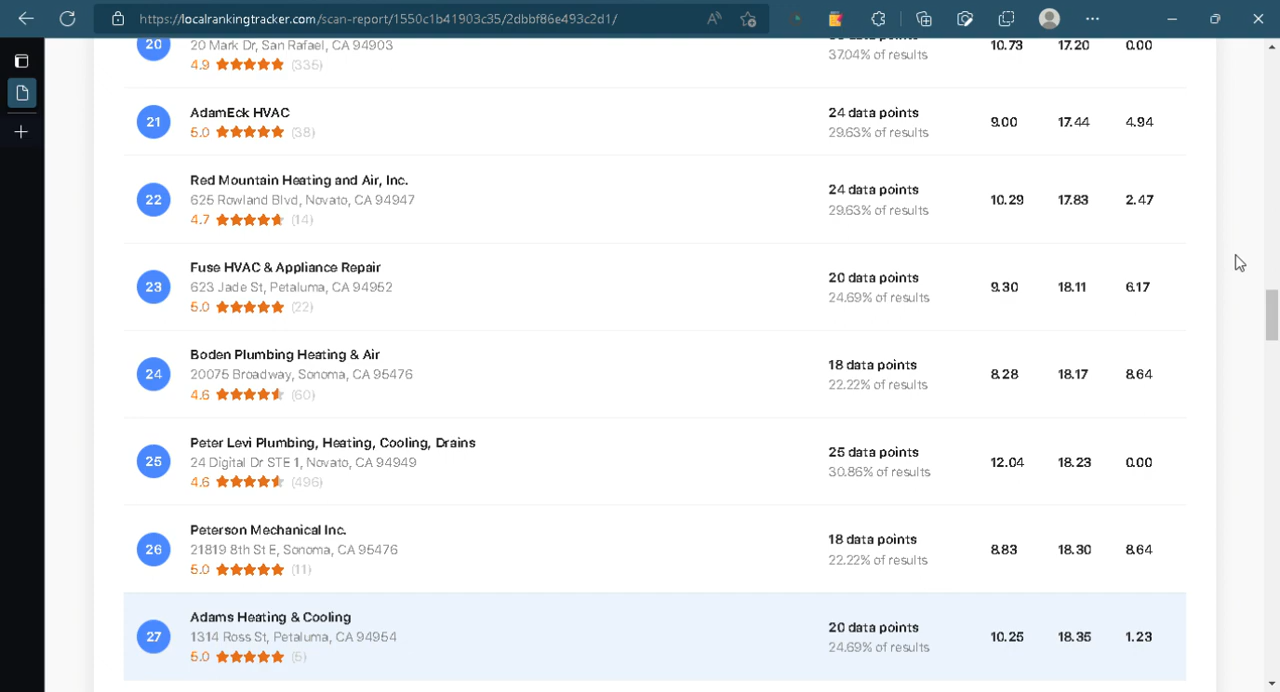 https://localrankingtracker.com/scan-report/1550c1b41903c35/2dbbf86e493c2d1/
20
20 Mark Dr, San Rafael, CA 94903
4.9 (335)
37.04% of results
10.73 17.20 0.00
21
AdamEck HVAC
5.0 (38)
24 data points
29.63% of results
9.00 17.44 4.94
22
Red Mountain Heating and Air, Inc.
625 Rowland Blvd, Novato, CA 94947
4.7 (14)
24 data points
29.63% of results
10.29 17.83 2.47
23
Fuse HVAC & Appliance Repair
623 Jade St, Petaluma, CA 94952
5.0 (22)
20 data points
24.69% of results
9.30 18.11 6.17
24
Boden Plumbing Heating & Air
20075 Broadway, Sonoma, CA 95476
4.6 (60)
18 data points
22.22% of results
8.28 18.17 8.64
25
Peter Levi Plumbing, Heating, Cooling, Drains
24 Digital Dr STE 1, Novato, CA 94949
4.6 (496)
25 data points
30.86% of results
12.04 18.23 0.00
26
Peterson Mechanical Inc.
21819 8th St E, Sonoma, CA 95476
5.0 (11)
18 data points
22.22% of results
8.83 18.30 8.64
27
Adams Heating & Cooling
1314 Ross St, Petaluma, CA 94954
5.0 (5)
20 data points
24.69% of results
10.25 18.35 1.23